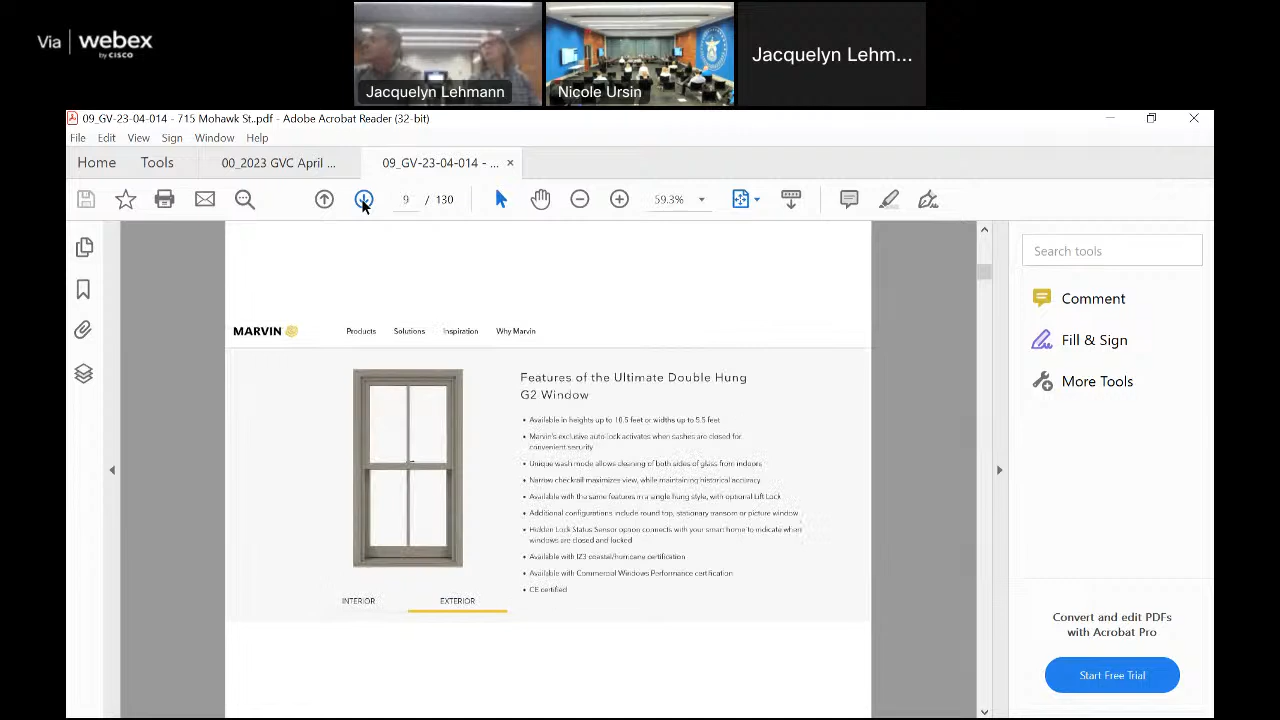 Via | webex
by CISCO
Jacquelyn Lehmann
Nicole Ursin
Jacquelyn Lehm...
09_GV-23-04-014 - 715 Mohawk St..pdf - Adobe Acrobat Reader (32-bit)
File Edit View Sign Window Help
Home Tools 00_2023 GVC April ... 09_GV-23-04-014 - ... ×
9 / 130 59.3%
Search tools
Comment
Fill & Sign
More Tools
MARVIN Products Solutions Inspiration Why Marvin
Features of the Ultimate Double Hung
G2 Window
• Available in heights up to 10.5 feet or widths up to 5.5 feet
• Marvin's exclusive auto lock activates when sashes are closed for
convenient security
• Unique wash mode allows cleaning of both sides of glass from indoors
• Narrow checkrail maximizes view, while maintaining historical accuracy
• Available with the same features in a single hung style, with optional Lift Lock
• Additional configurations include round top, stationary transom or picture window
• Hidden Lock Status Sensor option connects with your smart home to indicate when
windows are closed and locked
• Available with IZ3 coastal/hurricane certification
• Available with Commercial Windows Performance certification
• CE certified
INTERIOR EXTERIOR
Convert and edit PDFs
with Acrobat Pro
Start Free Trial